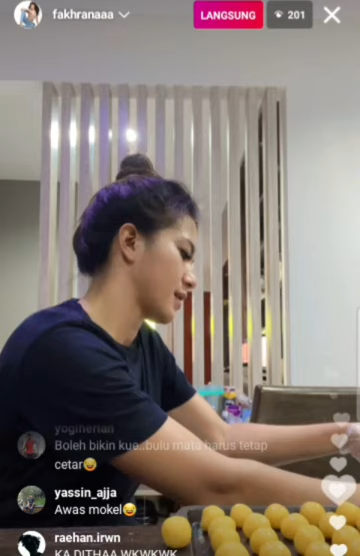 fakhranaaa
LANGSUNG
201
yoginerlan
Boleh bikin kue..bulu mata harus tetap
cetar😅
yassin_ajja
Awas mokel😅
raehan.irwn
KA DITHAA WKWKWK